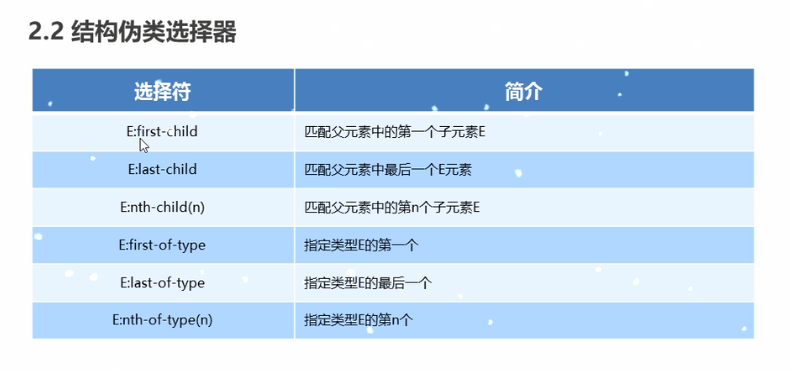 2.2 结构伪类选择器
选择符 简介
E:first-child 匹配父元素中的第一个子元素E
E:last-child 匹配父元素中最后一个E元素
E:nth-child(n) 匹配父元素中的第n个子元素E
E:first-of-type 指定类型E的第一个
E:last-of-type 指定类型E的最后一个
E:nth-of-type(n) 指定类型E的第n个